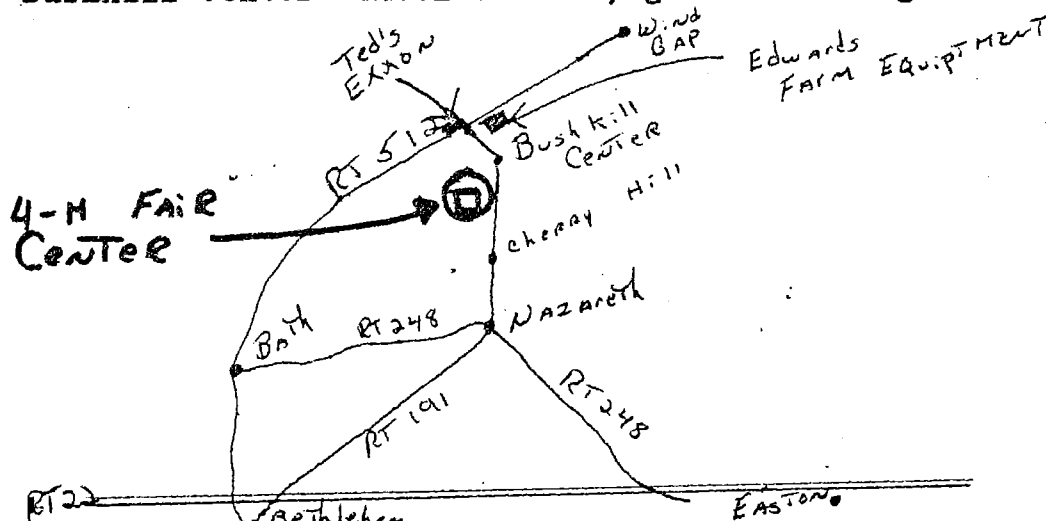 Ted's
EXXON
Wind
GAP
Edwards
FARM EQUIPTMENT
RT 512
Bushkill
CENTER
4-H FAIR
CENTER
Cherry Hill
NAZAReth
BATh
RT 248
RT 191
RT 248
RT 22
Bethlehem
EASTON